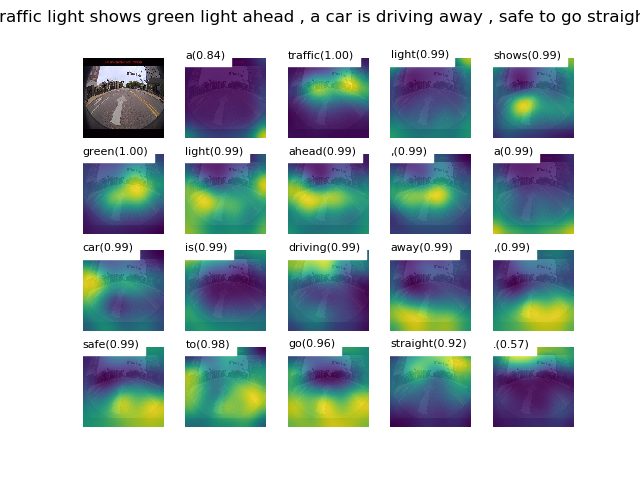 raffic light shows green light ahead , a car is driving away , safe to go straigh
a(0.84) traffic(1.00) light(0.99) shows(0.99)
green(1.00) light(0.99) ahead(0.99) ,(0.99) a(0.99)
car(0.99) is(0.99) driving(0.99) away(0.99) ,(0.99)
safe(0.99) to(0.98) go(0.96) straight(0.92) .(0.57)